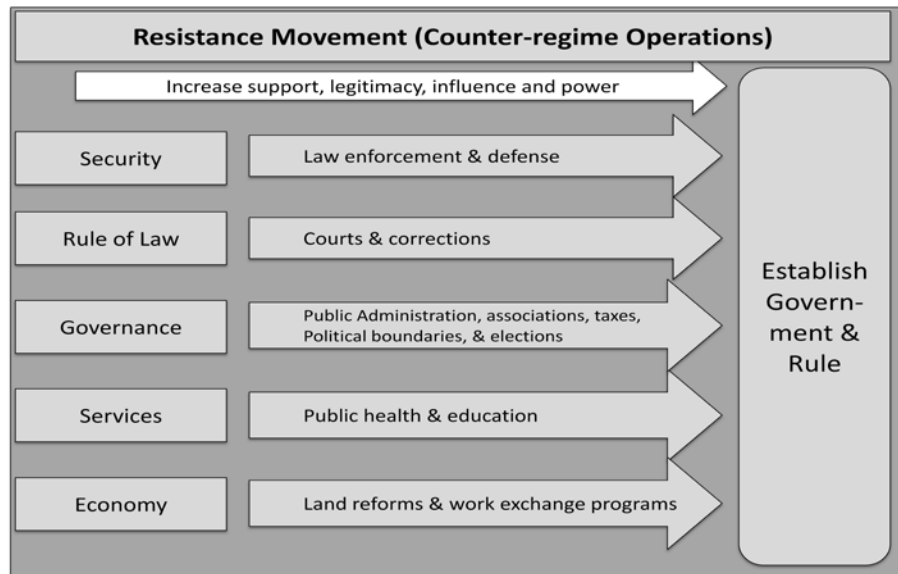 Resistance Movement (Counter-regime Operations)
Increase support, legitimacy, influence and power
Security
Law enforcement & defense
Rule of Law
Courts & corrections
Governance
Public Administration, associations, taxes,
Political boundaries, & elections
Services
Public health & education
Economy
Land reforms & work exchange programs
Establish
Govern-
ment &
Rule